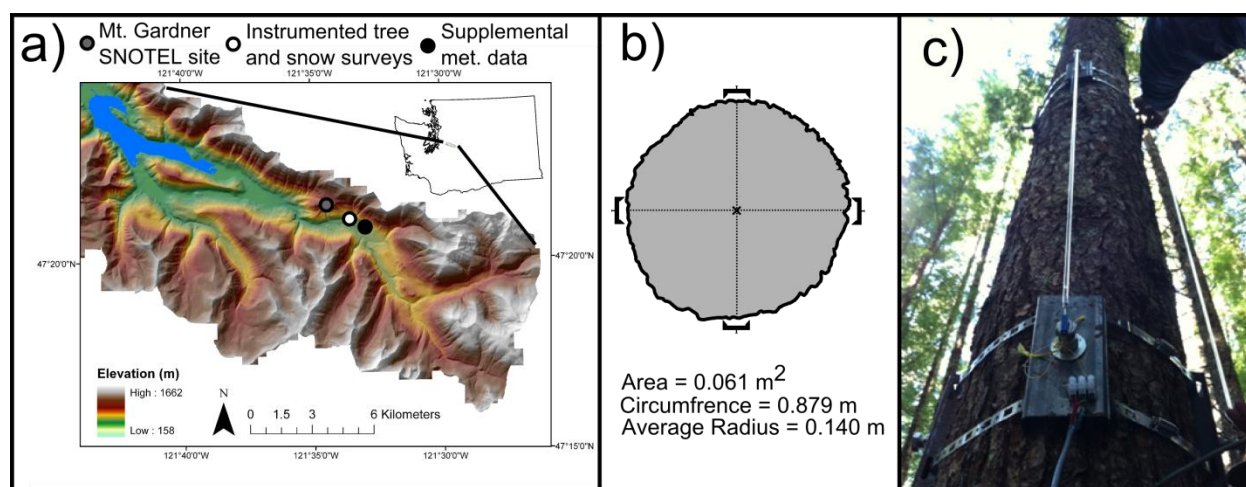 a)
Mt. Gardner
SNOTEL site
Instrumented tree
and snow surveys
Supplemental
met. data
121°40'0"W
121°35'0"W
121°30'0"W
47°20'0"N
47°20'0"N
47°15'0"N
Elevation (m)
High : 1662
Low : 158
N
0 1.5 3 6 Kilometers
121°40'0"W
121°35'0"W
121°30'0"W
b)
Area = 0.061 m2
Circumfrence = 0.879 m
Average Radius = 0.140 m
c)